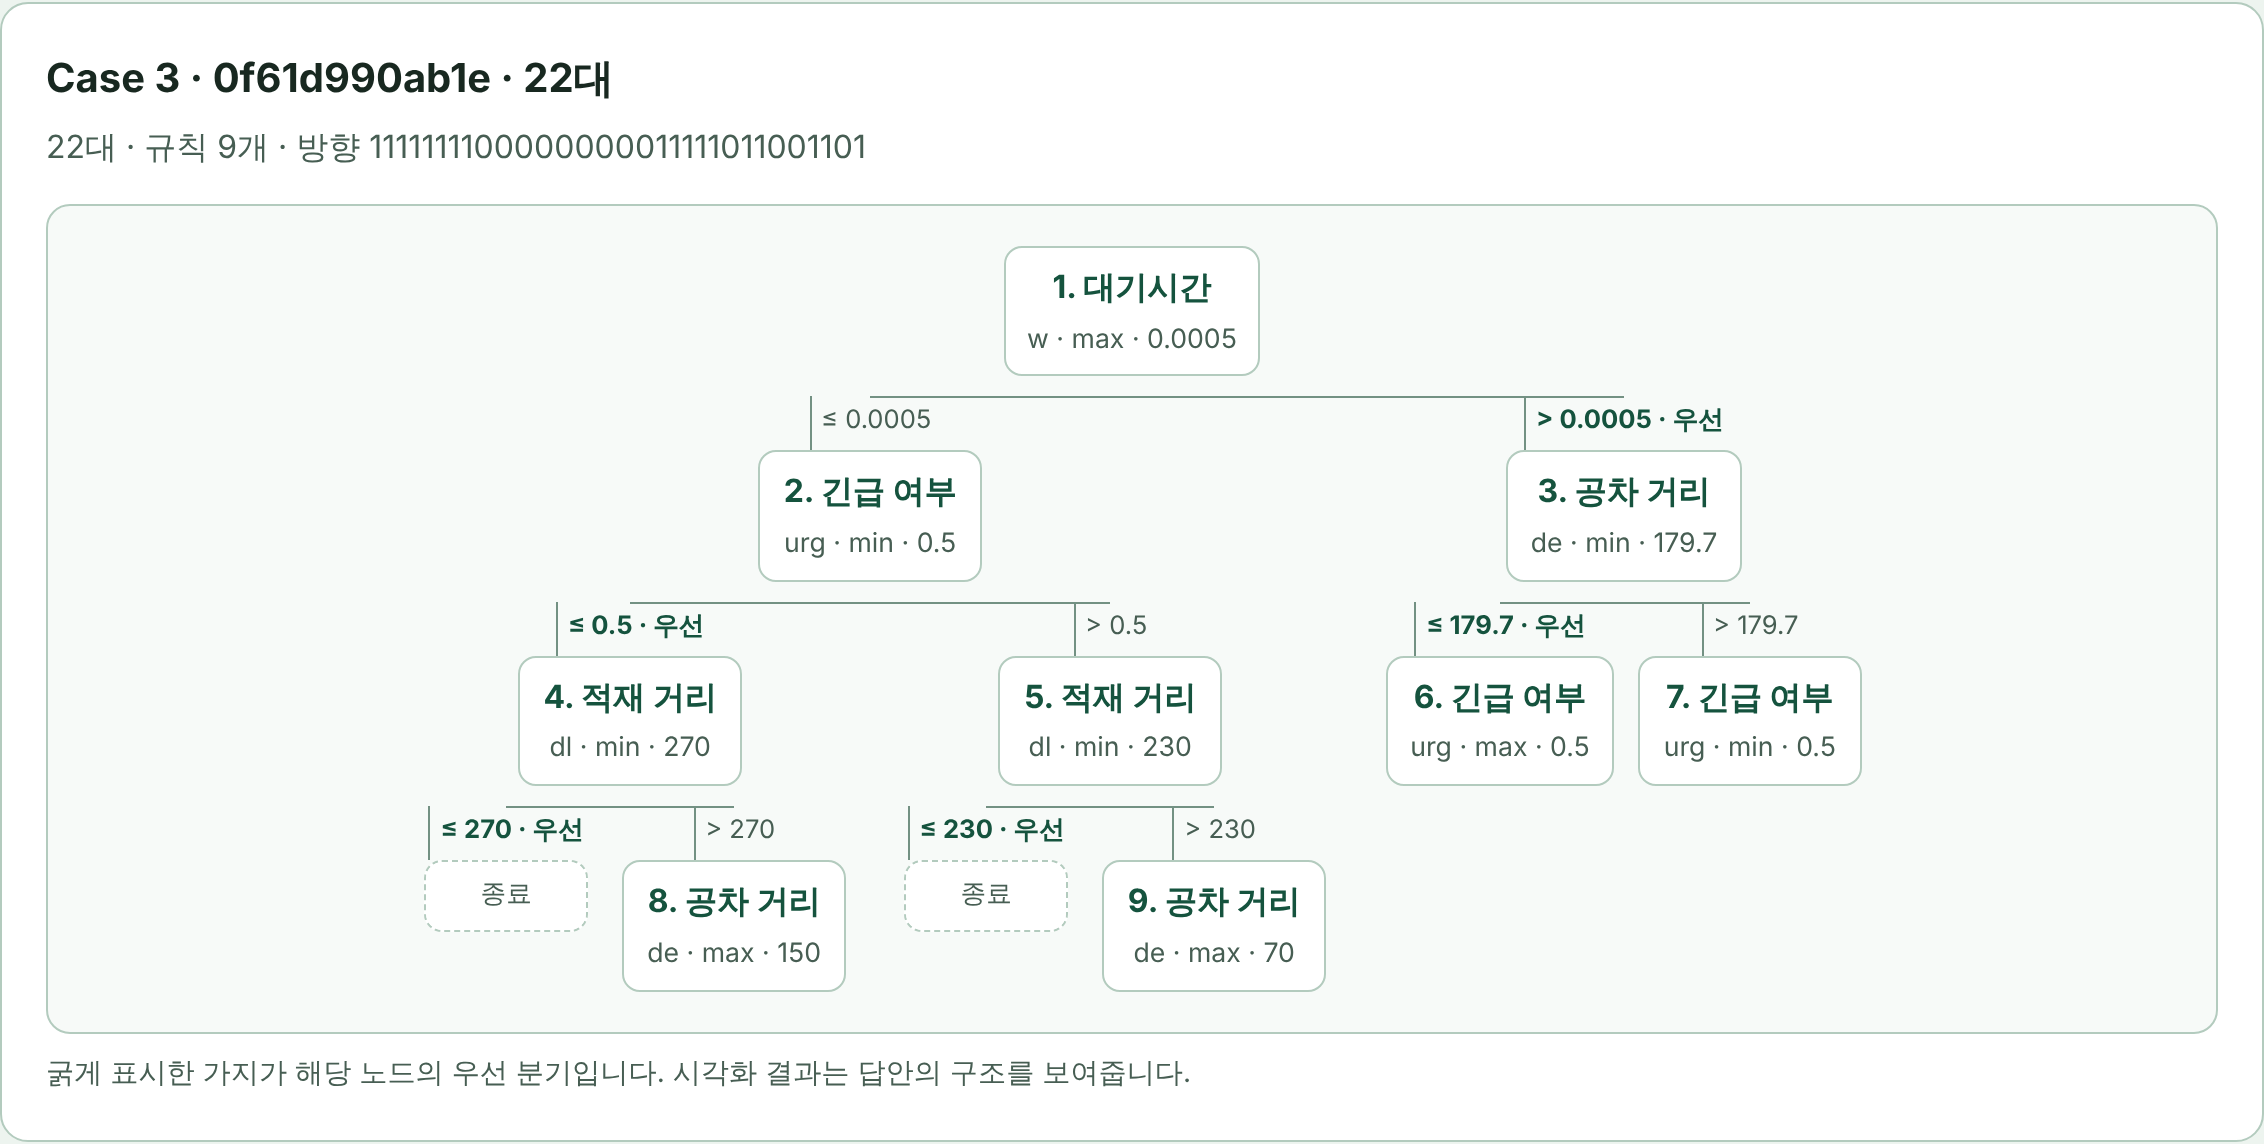 Case 3 · 0f61d990ab1e · 22대
22대 · 규칙 9개 · 방향 11111111000000000011111011001101
1. 대기시간
w · max · 0.0005
≤ 0.0005
> 0.0005 · 우선
2. 긴급 여부
urg · min · 0.5
3. 공차 거리
de · min · 179.7
≤ 0.5 · 우선
> 0.5
≤ 179.7 · 우선
> 179.7
4. 적재 거리
dl · min · 270
5. 적재 거리
dl · min · 230
6. 긴급 여부
urg · max · 0.5
7. 긴급 여부
urg · min · 0.5
≤ 270 · 우선
> 270
≤ 230 · 우선
> 230
종료
8. 공차 거리
de · max · 150
종료
9. 공차 거리
de · max · 70
굵게 표시한 가지가 해당 노드의 우선 분기입니다. 시각화 결과는 답안의 구조를 보여줍니다.